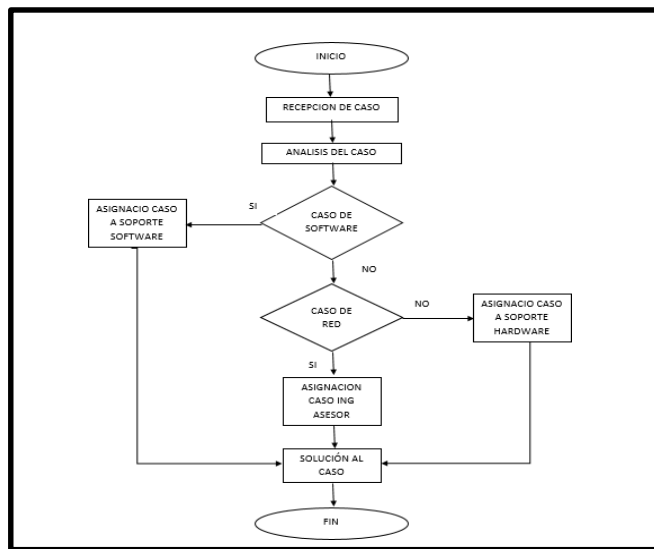 INICIO
RECEPCION DE CASO
ANALISIS DEL CASO
SI
CASO DE
SOFTWARE
ASIGNACIO CASO
A SOPORTE
SOFTWARE
NO
CASO DE
RED
NO
ASIGNACIO CASO
A SOPORTE
HARDWARE
SI
ASIGNACION
CASO ING
ASESOR
SOLUCIÓN AL
CASO
FIN